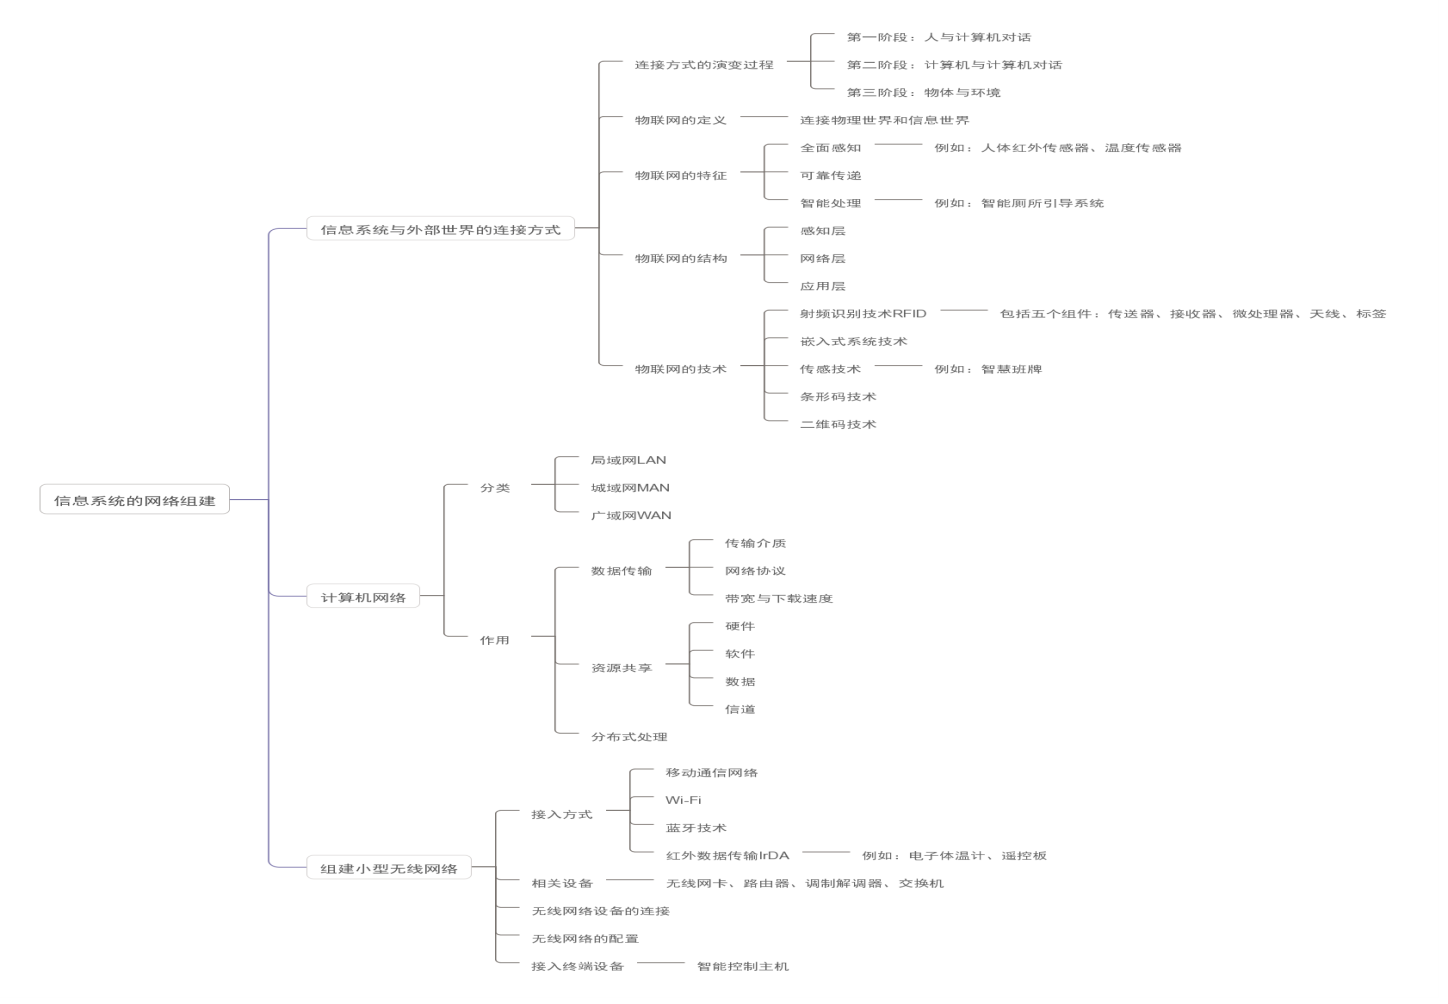 信息系统的网络组建
信息系统与外部世界的连接方式
连接方式的演变过程
第一阶段：人与计算机对话
第二阶段：计算机与计算机对话
第三阶段：物体与环境
物联网的定义
连接物理世界和信息世界
物联网的特征
全面感知
例如：人体红外传感器、温度传感器
可靠传递
智能处理
例如：智能厕所引导系统
物联网的结构
感知层
网络层
应用层
物联网的技术
射频识别技术RFID
包括五个组件：传送器、接收器、微处理器、天线、标签
嵌入式系统技术
传感技术
例如：智慧班牌
条形码技术
二维码技术
计算机网络
分类
局域网LAN
城域网MAN
广域网WAN
作用
数据传输
传输介质
网络协议
带宽与下载速度
资源共享
硬件
软件
数据
信道
分布式处理
组建小型无线网络
接入方式
移动通信网络
Wi-Fi
蓝牙技术
红外数据传输IrDA
例如：电子体温计、遥控板
相关设备
无线网卡、路由器、调制解调器、交换机
无线网络设备的连接
无线网络的配置
接入终端设备
智能控制主机